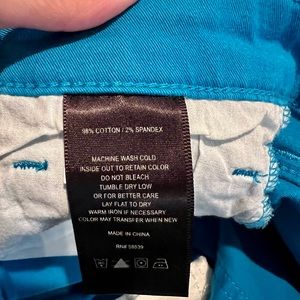 98% COTTON / 2% SPANDEX
MACHINE WASH COLD
INSIDE OUT TO RETAIN COLOR
DO NOT BLEACH
TUMBLE DRY LOW
OR FOR BETTER CARE
LAY FLAT TO DRY
WARM IRON IF NECESSARY
COLOR MAY TRANSFER WHEN NEW
MADE IN CHINA
RN# 58639